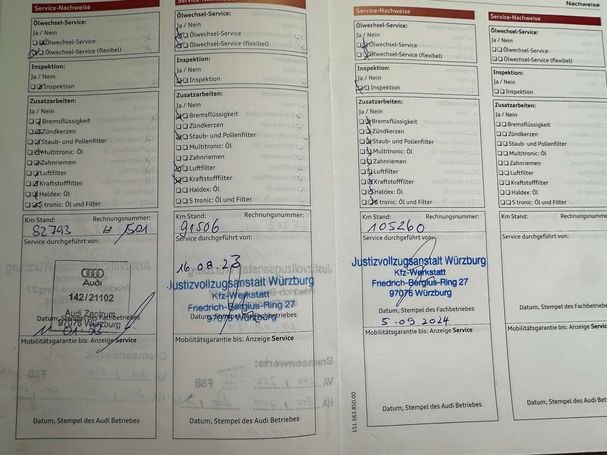 Service-Nachweise
Ölwechsel-Service:
Ja / Nein
Ölwechsel-Service
Ölwechsel-Service (flexibel)
Inspektion:
Ja / Nein
Inspektion
Zusatzarbeiten:
Ja / Nein
Bremsflüssigkeit
Zündkerzen
Staub- und Pollenfilter
Multitronic: Öl
Zahnriemen
Luftfilter
Kraftstofffilter
Haldex: Öl
S tronic: Öl und Filter
Km Stand: Rechnungsnummer:
82793
Service durchgeführt von:
Audi
142/21102
Audi Zentrum
97076 Würzburg
Datum, Stempel des Fachbetriebes
Mobilitätsgarantie bis: Anzeige Service
Datum, Stempel des Audi Betriebes
Service-Nachweise
Ölwechsel-Service:
Ja / Nein
Ölwechsel-Service
Ölwechsel-Service (flexibel)
Inspektion:
Ja / Nein
Inspektion
Zusatzarbeiten:
Ja / Nein
Bremsflüssigkeit
Zündkerzen
Staub- und Pollenfilter
Multitronic: Öl
Zahnriemen
Luftfilter
Kraftstofffilter
Haldex: Öl
S tronic: Öl und Filter
Km Stand: Rechnungsnummer:
91506
Service durchgeführt von:
16.08.23
Justizvollzugsanstalt Würzburg
Kfz-Werkstatt
Friedrich-Bergius-Ring 27
97076 Würzburg
Datum, Stempel des Fachbetriebes
Mobilitätsgarantie bis: Anzeige Service
Datum, Stempel des Audi Betriebes
151.563.850.00
Service-Nachweise
Ölwechsel-Service:
Ja / Nein
Ölwechsel-Service
Ölwechsel-Service (flexibel)
Inspektion:
Ja / Nein
Inspektion
Zusatzarbeiten:
Ja / Nein
Bremsflüssigkeit
Zündkerzen
Staub- und Pollenfilter
Multitronic: Öl
Zahnriemen
Luftfilter
Kraftstofffilter
Haldex: Öl
S tronic: Öl und Filter
Km Stand: Rechnungsnummer:
105260
Service durchgeführt von:
Justizvollzugsanstalt Würzburg
Kfz-Werkstatt
Friedrich-Bergius-Ring 27
97076 Würzburg
Datum, Stempel des Fachbetriebes
5-09 2024
Mobilitätsgarantie bis: Anzeige Service
Datum, Stempel des Audi Betriebes
Nachweise
Service-Nachweise
Ölwechsel-Service:
Ja / Nein
Ölwechsel-Service
Ölwechsel-Service (flexibel)
Inspektion:
Ja / Nein
Inspektion
Zusatzarbeiten:
Ja / Nein
Bremsflüssigkeit
Zündkerzen
Staub- und Pollenfilter
Multitronic: Öl
Zahnriemen
Luftfilter
Kraftstofffilter
Haldex: Öl
S tronic: Öl und Filter
Km Stand: Rechnungsnummer:
Service durchgeführt von:
Datum, Stempel des Fachbetriebes
Mobilitätsgarantie bis: Anzeige Service
Datum, Stempel des Audi Betriebes